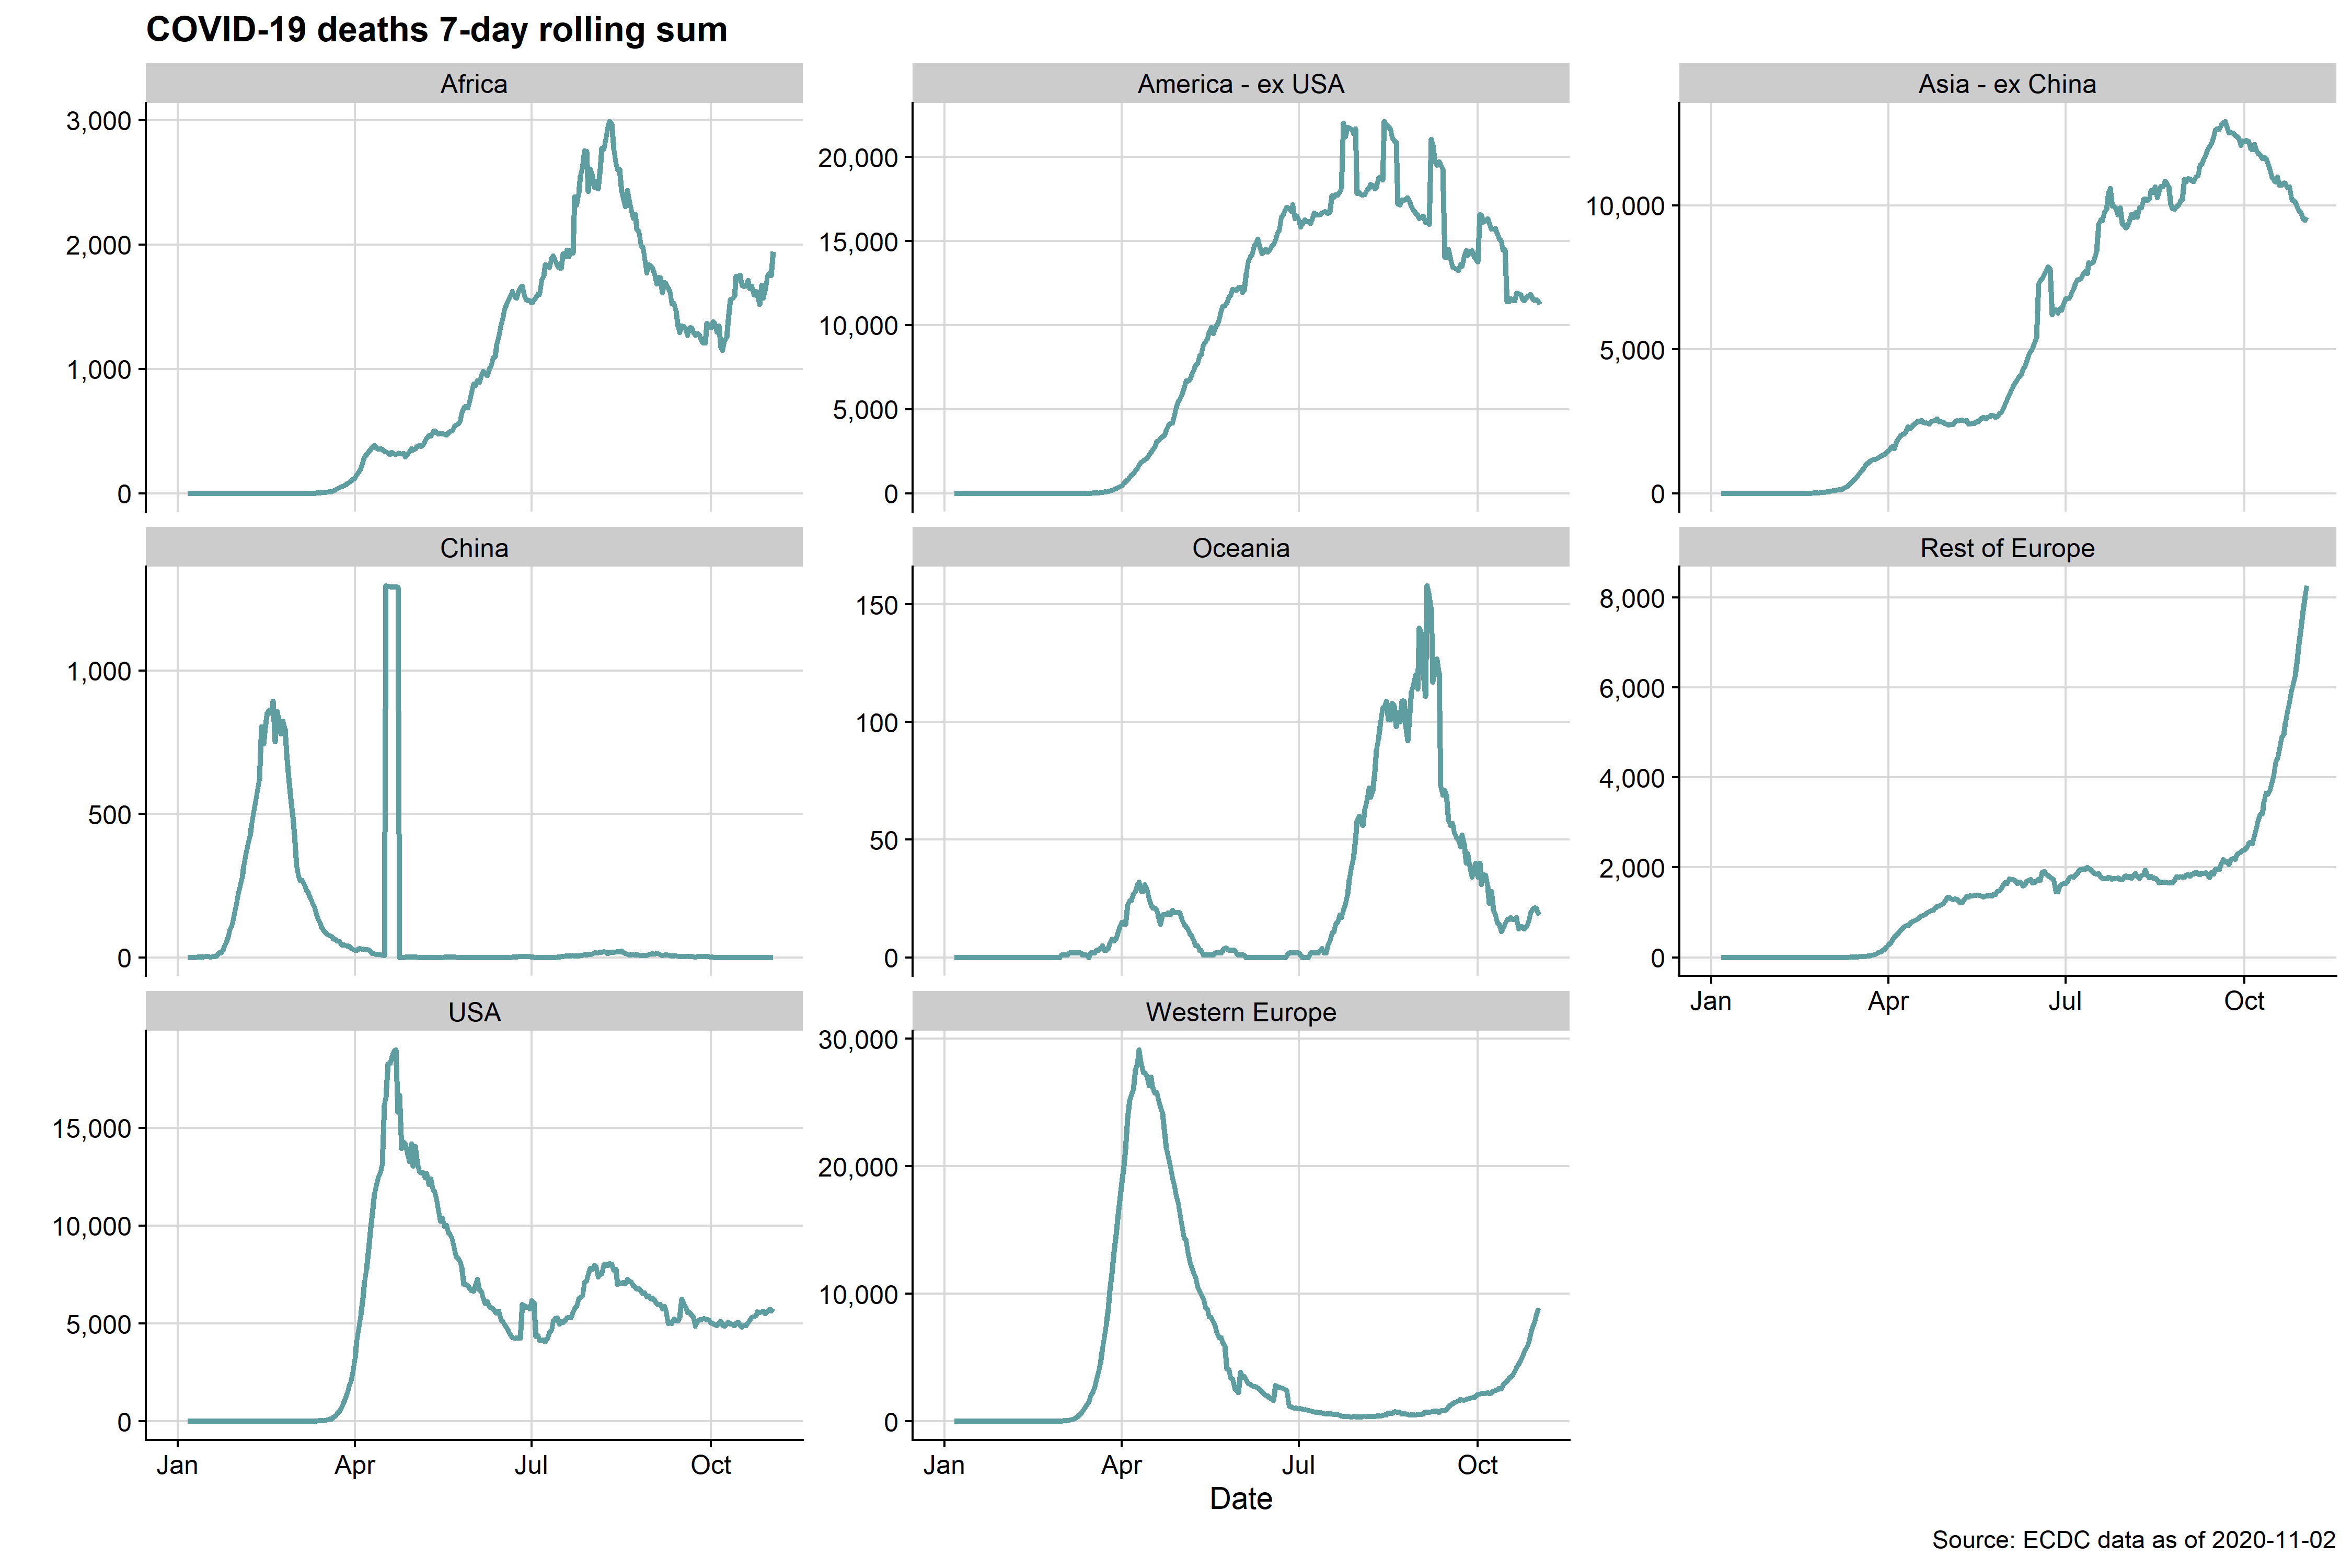 COVID-19 deaths 7-day rolling sum
Africa
3,000
2,000
1,000
0
America - ex USA
20,000
15,000
10,000
5,000
0
Asia - ex China
10,000
5,000
0
China
1,000
500
0
Oceania
150
100
50
0
Rest of Europe
8,000
6,000
4,000
2,000
0
Jan Apr Jul Oct
USA
15,000
10,000
5,000
0
Jan Apr Jul Oct
Western Europe
30,000
20,000
10,000
0
Jan Apr Jul Oct
Date
Source: ECDC data as of 2020-11-02